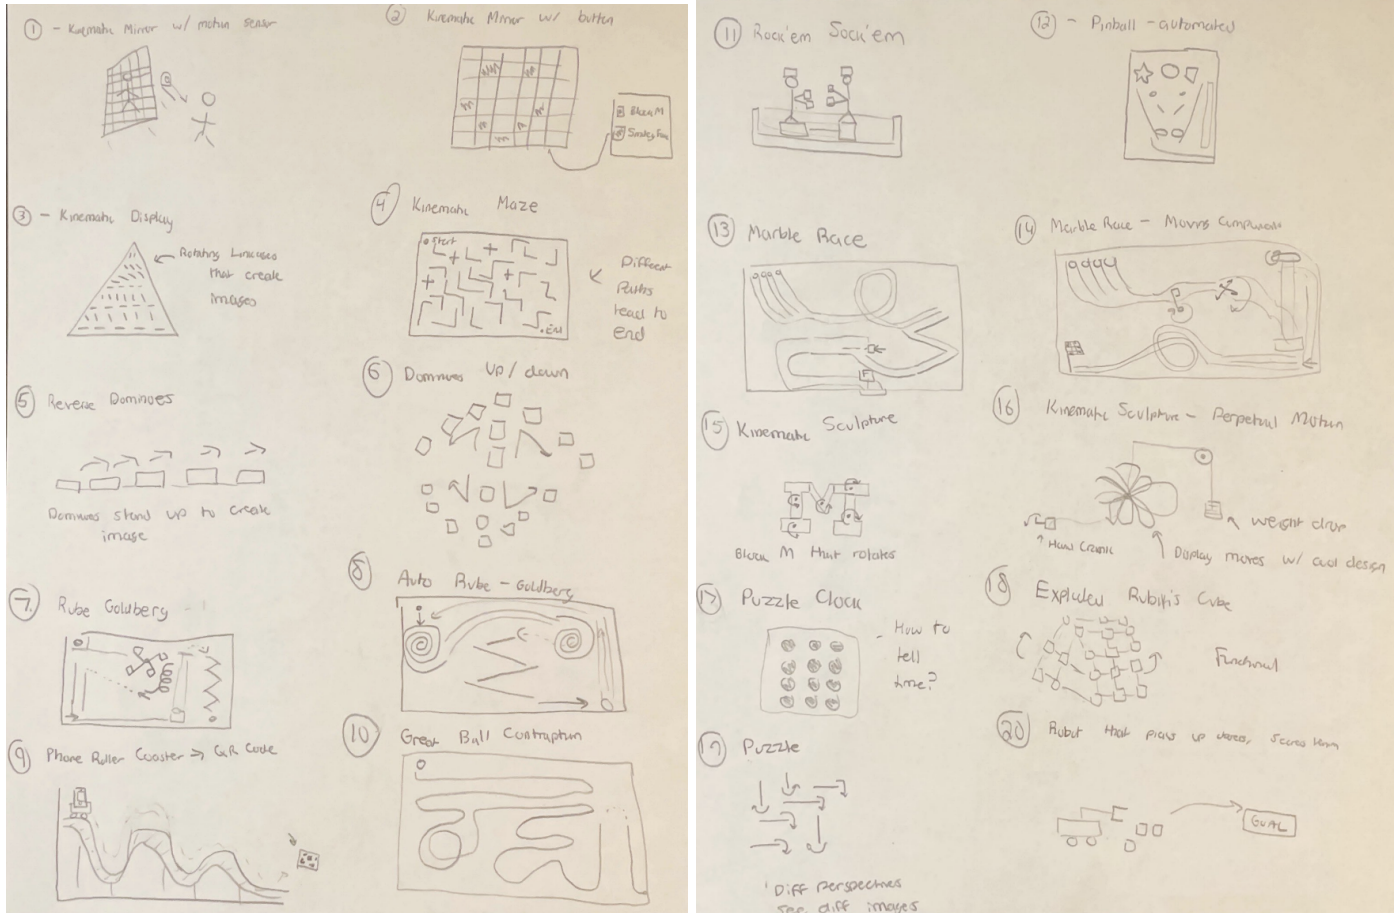 ① - Kinematic Mirror w/ motion sensor
② Kinematic Mirror w/ button
Block M
Smiley Face
③ - Kinematic Display
Rotating
that create
images
④ Kinematic Maze
Start
End
Different
Paths
lead to
end
⑤ Reverse Dominoes
Dominoes stand up to create
image
⑥ Dominoes Up/down
⑦ Rube Goldberg
⑧ Auto Rube-Goldberg
⑨ Phone Roller Coaster → QR Code
⑩ Great Ball Contraption
⑪ Rock'em Sock'em
⑫ - Pinball - automated
⑬ Marble Race
F
⑭ Marble Race - Moving Components
⑮ Kinematic Sculpture
Block M that rotates
⑯ Kinematic Sculpture - Perpetual Motion
weight drop
Hand Crank
Display moves w/ cool design
⑰ Puzzle Clock
- How to
tell
time?
⑱ Exploded Rubik's Cube
Functional
⑲ Puzzle
Diff Perspectives
see diff images
⑳ Robot that picks up cubes, scores them
GOAL